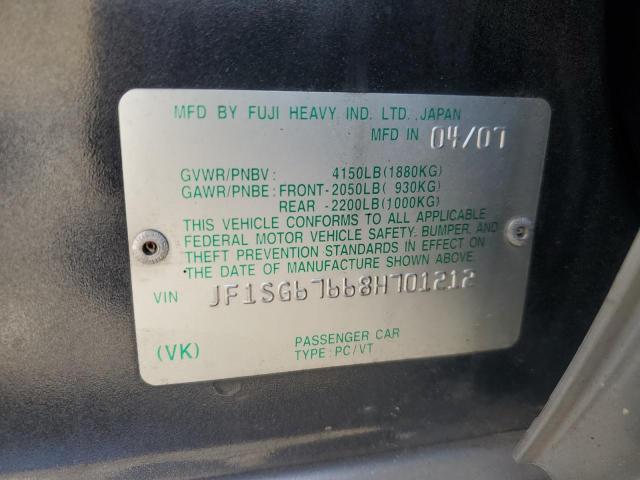 MFD BY FUJI HEAVY IND. LTD., JAPAN
MFD IN 04/07
GVWR/PNBV: 4150LB(1880KG)
GAWR/PNBE: FRONT-2050LB( 930KG)
REAR -2200LB(1000KG)
THIS VEHICLE CONFORMS TO ALL APPLICABLE
FEDERAL MOTOR VEHICLE SAFETY, BUMPER, AND
THEFT PREVENTION STANDARDS IN EFFECT ON
THE DATE OF MANUFACTURE SHOWN ABOVE.
VIN JF1SG67668H701212
(VK) PASSENGER CAR
TYPE:PC/VT